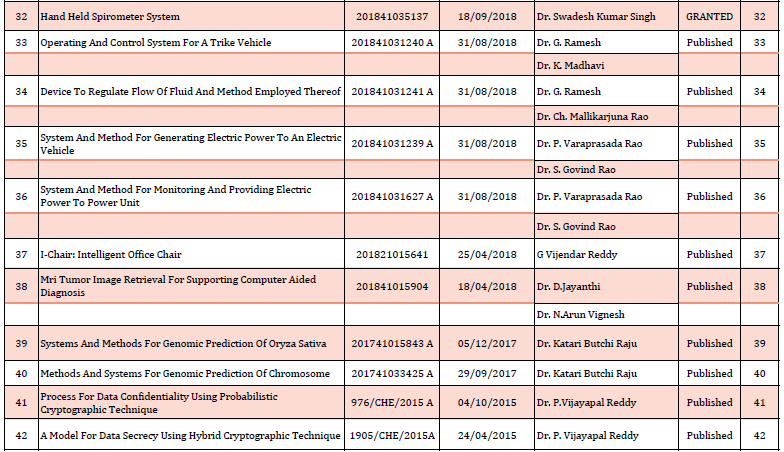 32 Hand Held Spirometer System 201841035137 18/09/2018 Dr. Swadesh Kumar Singh GRANTED 32
33 Operating And Control System For A Trike Vehicle 201841031240 A 31/08/2018 Dr. G. Ramesh Published 33
Dr. K. Madhavi
34 Device To Regulate Flow Of Fluid And Method Employed Thereof 201841031241 A 31/08/2018 Dr. G. Ramesh Published 34
Dr. Ch. Mallikarjuna Rao
35 System And Method For Generating Electric Power To An Electric
Vehicle 201841031239 A 31/08/2018 Dr. P. Varaprasada Rao Published 35
Dr. S. Govind Rao
36 System And Method For Monitoring And Providing Electric
Power To Power Unit 201841031627 A 31/08/2018 Dr. P. Varaprasada Rao Published 36
Dr. S. Govind Rao
37 I-Chair: Intelligent Office Chair 201821015641 25/04/2018 G Vijendar Reddy Published 37
38 Mri Tumor Image Retrieval For Supporting Computer Aided
Diagnosis 201841015904 18/04/2018 Dr. D.Jayanthi Published 38
Dr. N.Arun Vignesh
39 Systems And Methods For Genomic Prediction Of Oryza Sativa 201741015843 A 05/12/2017 Dr. Katari Butchi Raju Published 39
40 Methods And Systems For Genomic Prediction Of Chromosome 201741033425 A 29/09/2017 Dr. Katari Butchi Raju Published 40
41 Process For Data Confidentiality Using Probabilistic
Cryptographic Technique 976/CHE/2015 A 04/10/2015 Dr. P.Vijayapal Reddy Published 41
42 A Model For Data Secrecy Using Hybrid Cryptographic Technique 1905/CHE/2015A 24/04/2015 Dr. P. Vijayapal Reddy Published 42